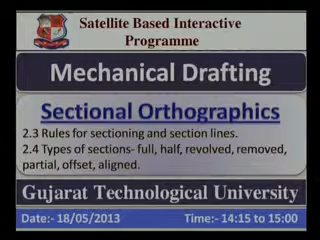 Satellite Based Interactive
Programme
Mechanical Drafting
Sectional Orthographics
2.3 Rules for sectioning and section lines.
2.4 Types of sections- full, half, revolved, removed,
partial, offset, aligned.
Gujarat Technological University
Date:- 18/05/2013 Time:- 14:15 to 15:00